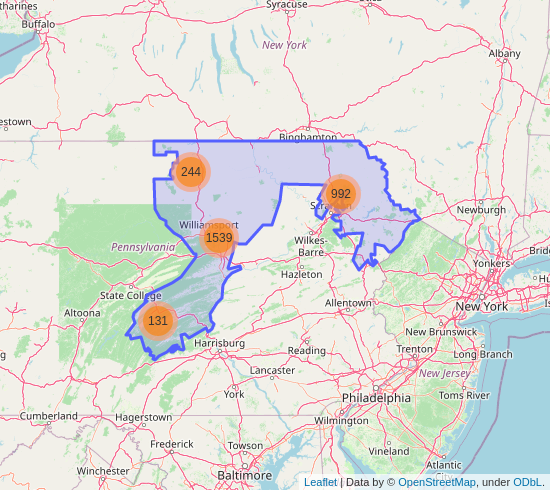 tharines
Syracuse
Buffalo
New York
Albany
estown
Binghamton
244
992
Scranton
Newburgh
Williamsport
1539
Pennsylvania
Wilkes-
Barre
Yonkers
Bridg
Hazleton
State College
Allentown
New York
Altoona
131
New Brunswick
Harrisburg
Reading
Trenton
Long Branch
Lancaster
New Jersey
York
Philadelphia
Toms River
Cumberland
Hagerstown
Wilmington
Frederick
Towson
Vineland
Winchester
Baltimore
Atlantic
City
Leaflet | Data by © OpenStreetMap, under ODbL.